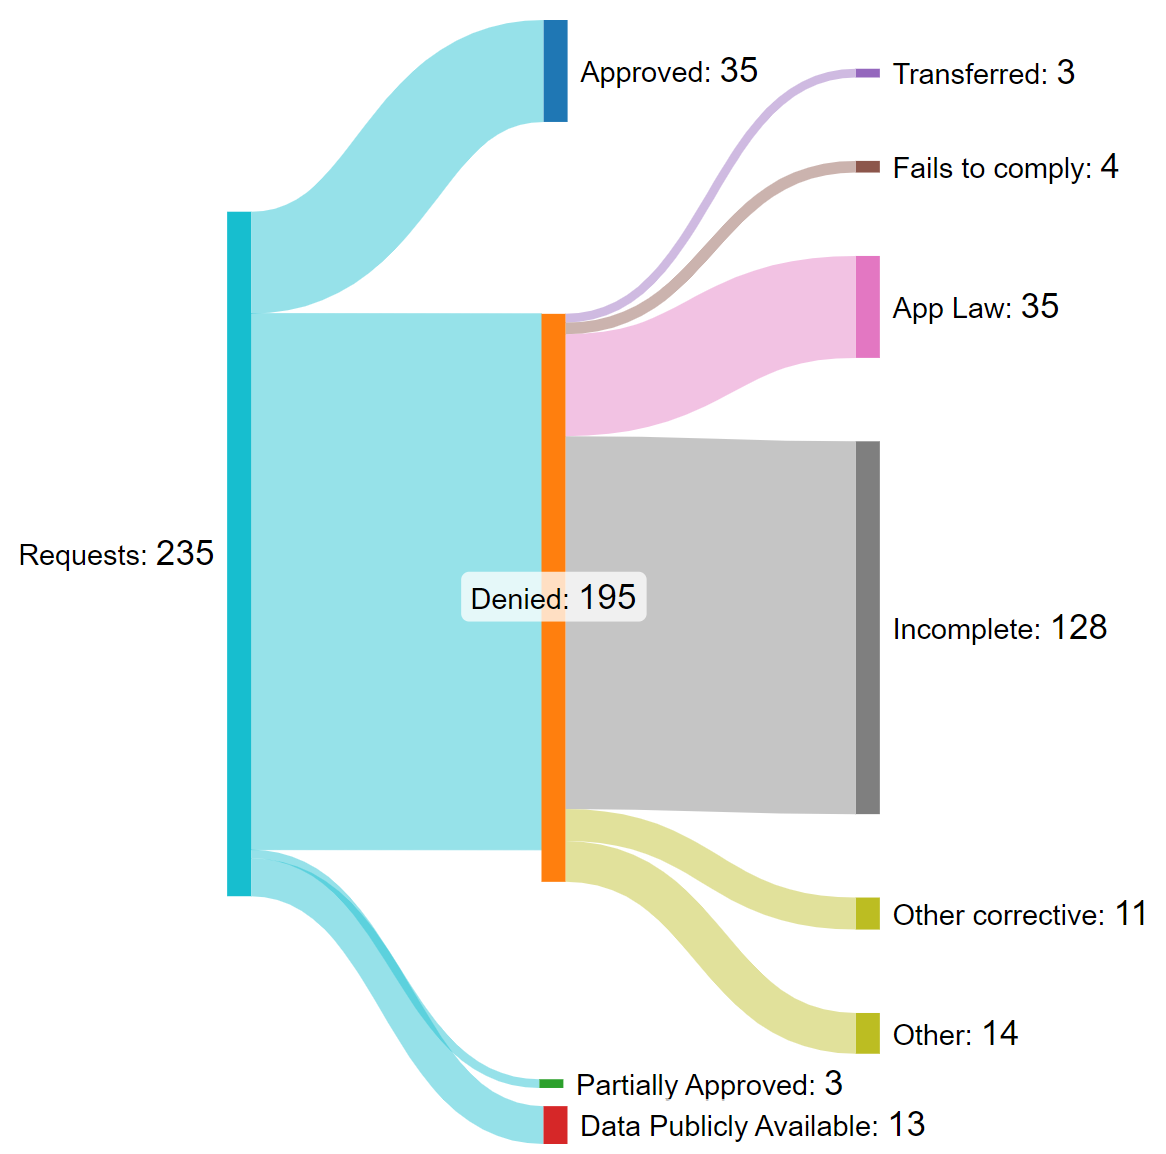 Approved: 35
Transferred: 3
Fails to comply: 4
App Law: 35
Requests: 235
Denied: 195
Incomplete: 128
Other corrective: 11
Other: 14
Partially Approved: 3
Data Publicly Available: 13